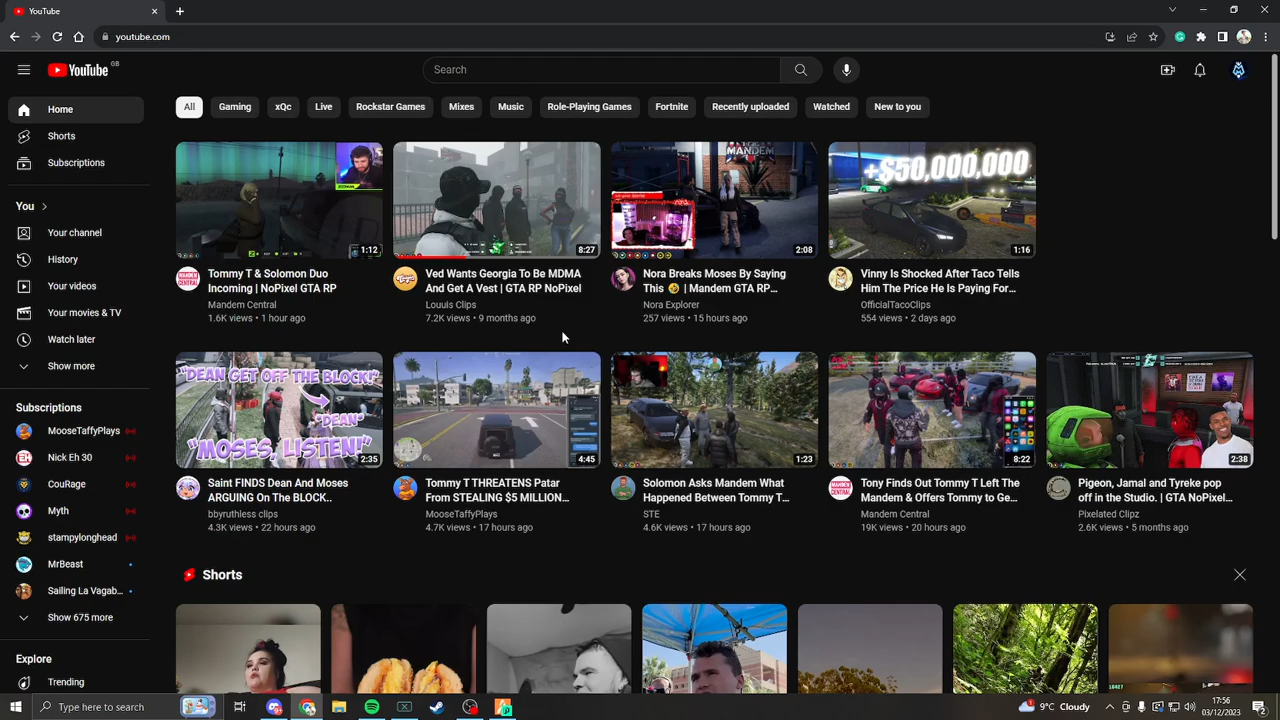 YouTube
youtube.com
YouTube GB
Search
Home
Shorts
Subscriptions
You
Your channel
History
Your videos
Your movies & TV
Watch later
Show more
Subscriptions
MooseTaffyPlays
Nick Eh 30
CouRage
Myth
stampylonghead
MrBeast
Sailing La Vagab...
Show 675 more
Explore
Trending
All Gaming xQc Live Rockstar Games Mixes Music Role-Playing Games Fortnite Recently uploaded Watched New to you
1:12
Tommy T & Solomon Duo
Incoming | NoPixel GTA RP
Mandem Central
1.6K views • 1 hour ago
8:27
Ved Wants Georgia To Be MDMA
And Get A Vest | GTA RP NoPixel
Louuis Clips
7.2K views • 9 months ago
MANDEM
2:08
Nora Breaks Moses By Saying
This 🤣 | Mandem GTA RP...
Nora Explorer
257 views • 15 hours ago
+$50,000,000
1:16
Vinny Is Shocked After Taco Tells
Him The Price He Is Paying For...
OfficialTacoClips
554 views • 2 days ago
"DEAN GET OFF THE BLOCK!"
"DEAN"
"MOSES, LISTEN!"
2:35
Saint FINDS Dean And Moses
ARGUING On The BLOCK..
bbyruthless clips
4.3K views • 22 hours ago
4:45
Tommy T THREATENS Patar
From STEALING $5 MILLION...
MooseTaffyPlays
4.7K views • 17 hours ago
1:23
Solomon Asks Mandem What
Happened Between Tommy T...
STE
4.6K views • 17 hours ago
8:22
Tony Finds Out Tommy T Left The
Mandem & Offers Tommy to Ge...
Mandem Central
19K views • 20 hours ago
2:38
Pigeon, Jamal and Tyreke pop
off in the Studio. | GTA NoPixel...
Pixelated Clipz
2.6K views • 5 months ago
Shorts
Type here to search
9°C Cloudy
17:56
03/12/2023
2